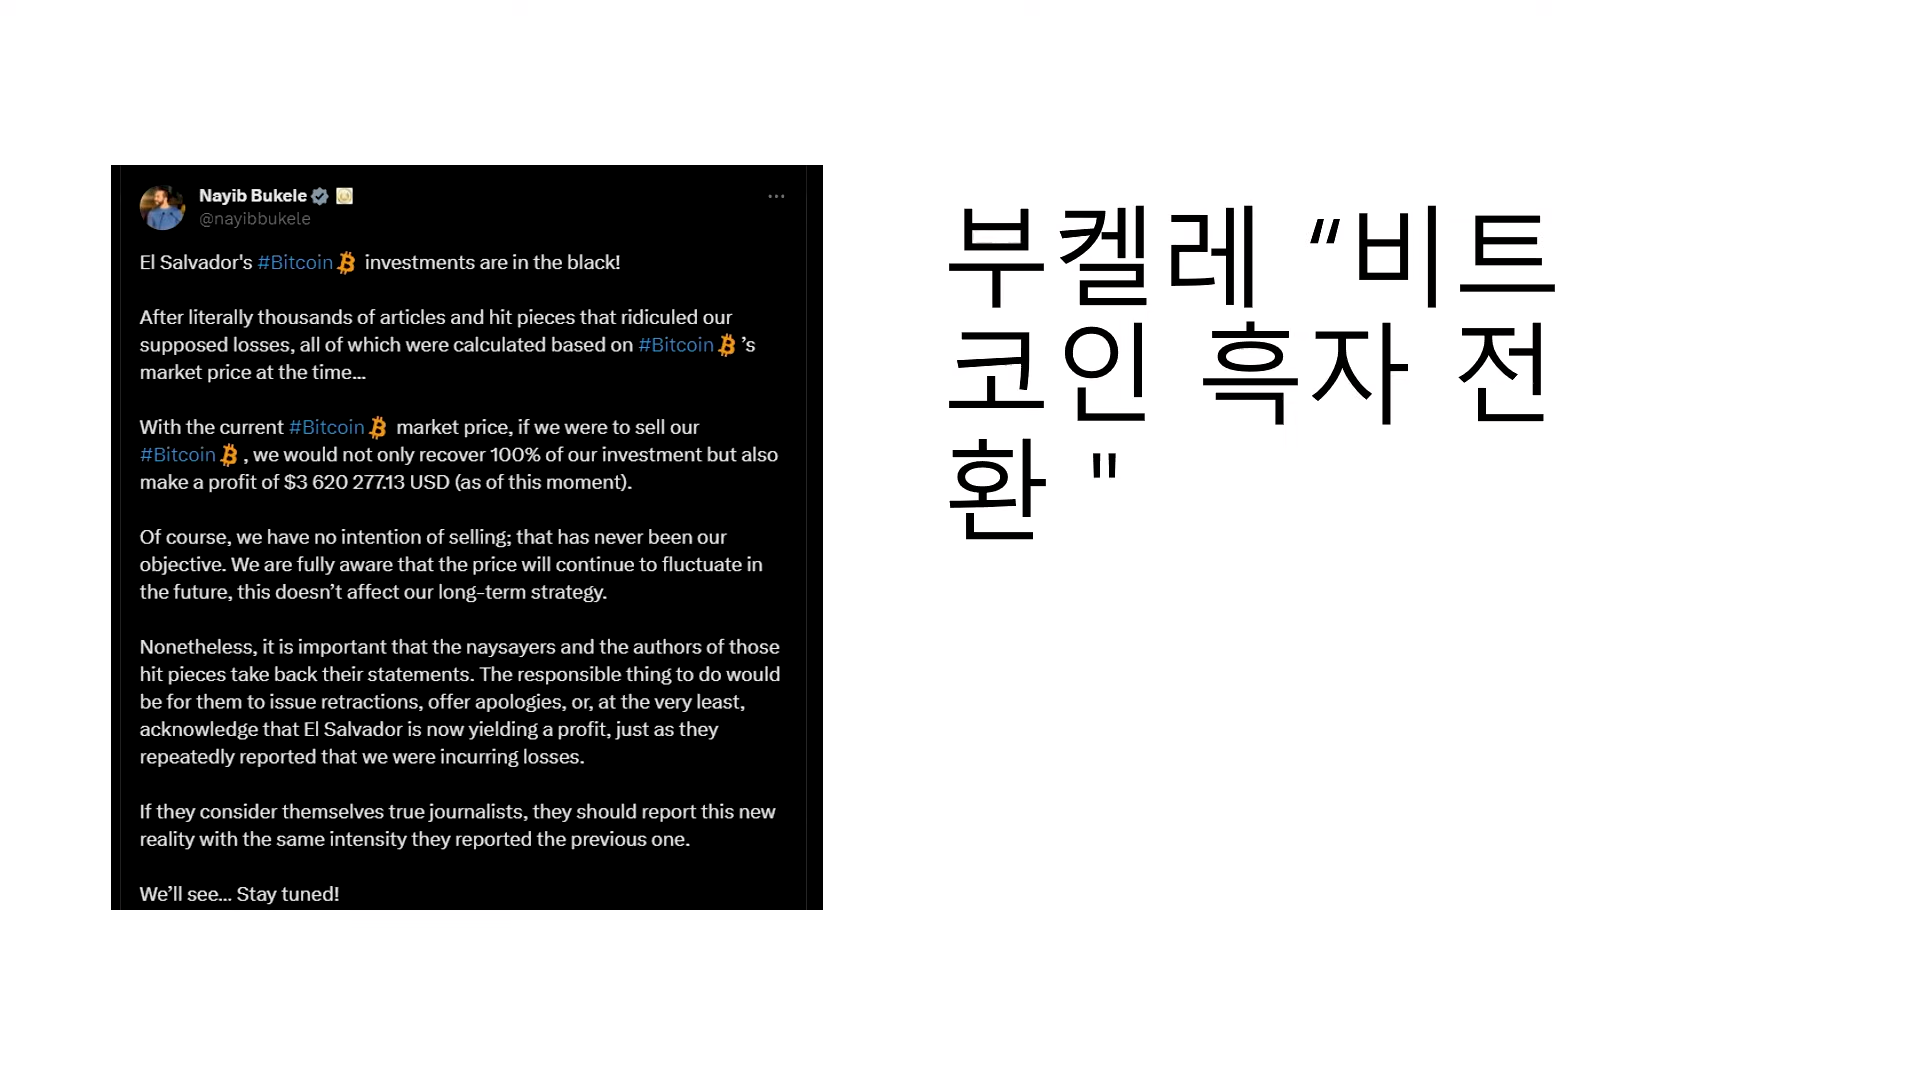 Nayib Bukele
@nayibbukele
El Salvador's #Bitcoin investments are in the black!
After literally thousands of articles and hit pieces that ridiculed our
supposed losses, all of which were calculated based on #Bitcoin ’s
market price at the time...
With the current #Bitcoin market price, if we were to sell our
#Bitcoin , we would not only recover 100% of our investment but also
make a profit of $3 620 277.13 USD (as of this moment).
Of course, we have no intention of selling; that has never been our
objective. We are fully aware that the price will continue to fluctuate in
the future, this doesn’t affect our long-term strategy.
Nonetheless, it is important that the naysayers and the authors of those
hit pieces take back their statements. The responsible thing to do would
be for them to issue retractions, offer apologies, or, at the very least,
acknowledge that El Salvador is now yielding a profit, just as they
repeatedly reported that we were incurring losses.
If they consider themselves true journalists, they should report this new
reality with the same intensity they reported the previous one.
We’ll see... Stay tuned!
부켈레 “비트
코인 흑자 전
환 "